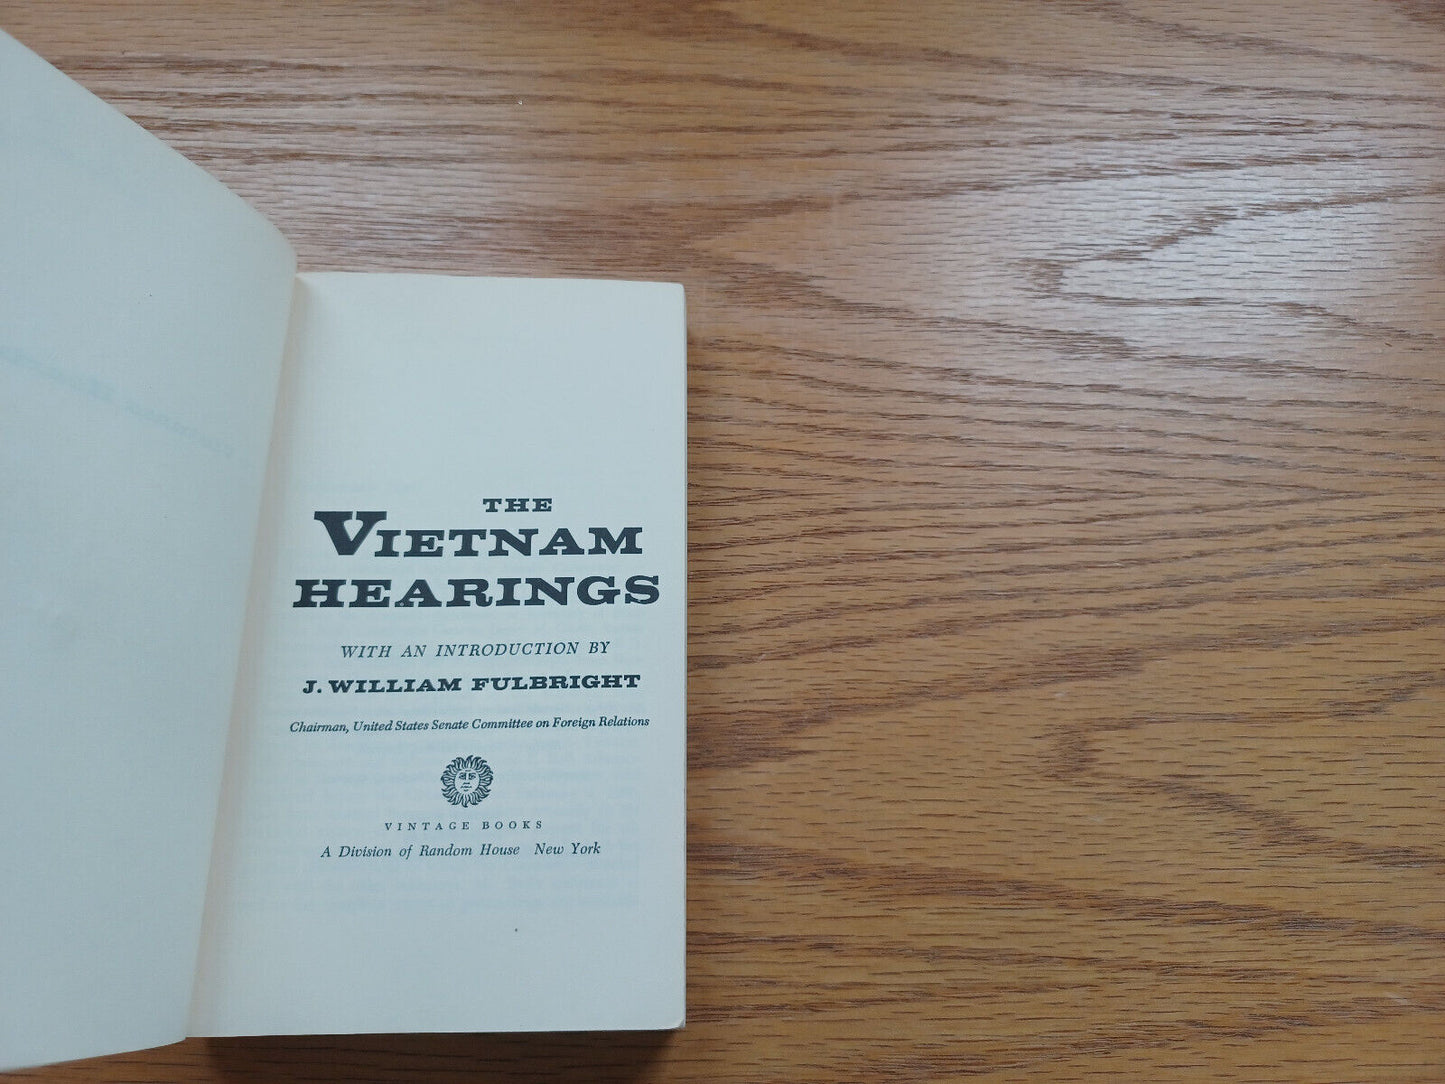 THE
VIETNAM
HEARINGS
WITH AN INTRODUCTION BY
J. WILLIAM FULBRIGHT
Chairman, United States Senate Committee on Foreign Relations
VINTAGE BOOKS
A Division of Random House New York